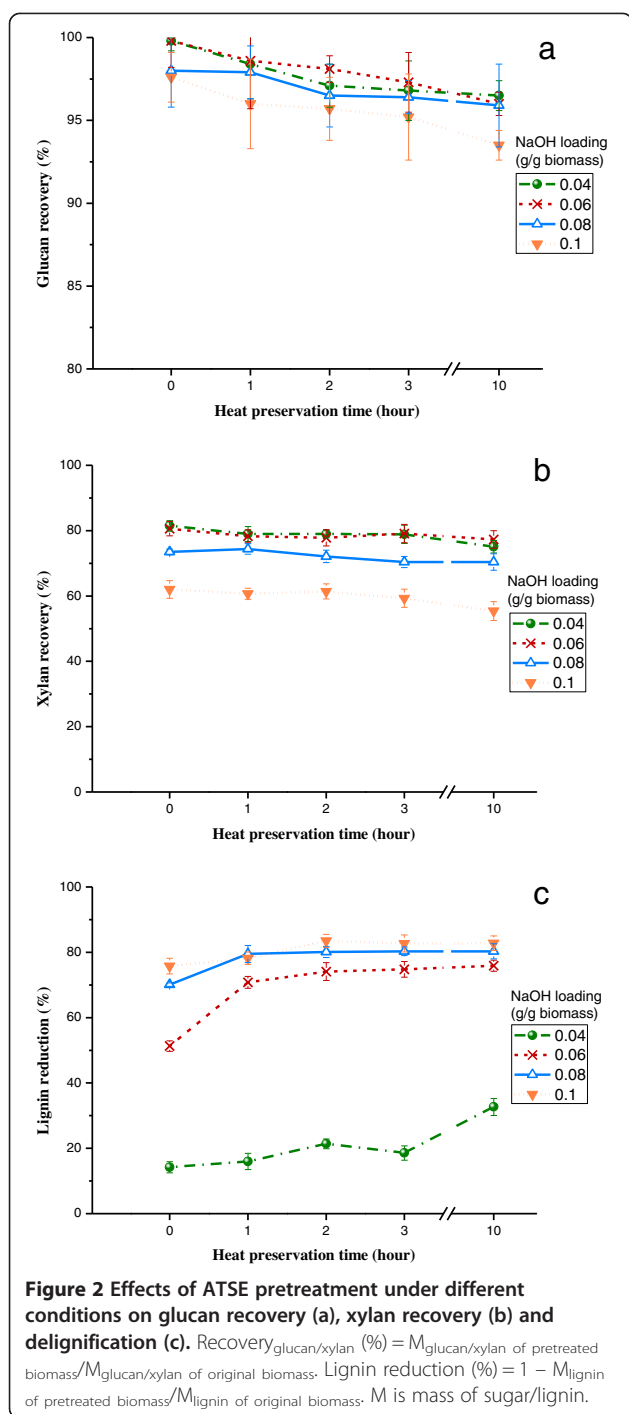 a
100
95
90
85
80
Glucan recovery (%)
0
1
2
3
10
Heat preservation time (hour)
NaOH loading
(g/g biomass)
0.04
0.06
0.08
0.1
b
100
80
60
40
20
0
Xylan recovery (%)
0
1
2
3
10
Heat preservation time (hour)
NaOH loading
(g/g biomass)
0.04
0.06
0.08
0.1
c
100
80
60
40
20
0
Lignin reduction (%)
0
1
2
3
10
Heat preservation time (hour)
NaOH loading
(g/g biomass)
0.04
0.06
0.08
0.1
Figure 2 Effects of ATSE pretreatment under different
conditions on glucan recovery (a), xylan recovery (b) and
delignification (c). Recoveryglucan/xylan (%) = Mglucan/xylan of pretreated
biomass/Mglucan/xylan of original biomass. Lignin reduction (%) = 1 – Mlignin
of pretreated biomass/Mlignin of original biomass. M is mass of sugar/lignin.